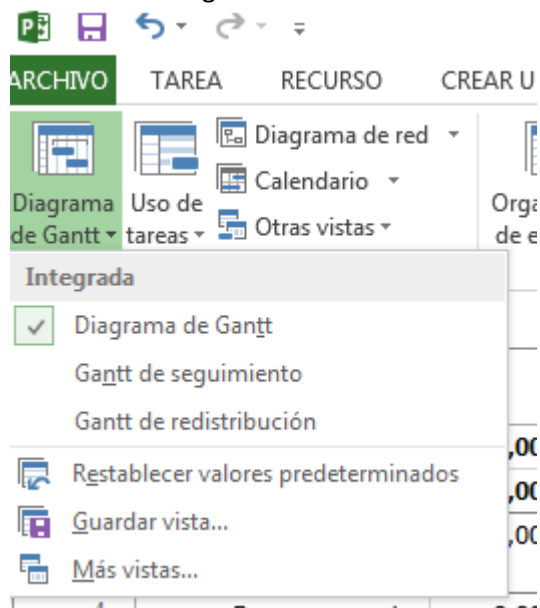 ARCHIVO TAREA RECURSO CREAR U
Diagrama de red
Calendario
Otras vistas
Diagrama de Gantt
Uso de tareas
Orga
de e
Integrada
Diagrama de Gantt
Gantt de seguimiento
Gantt de redistribución
Restablecer valores predeterminados
Guardar vista...
Más vistas...
,00
,00
,00